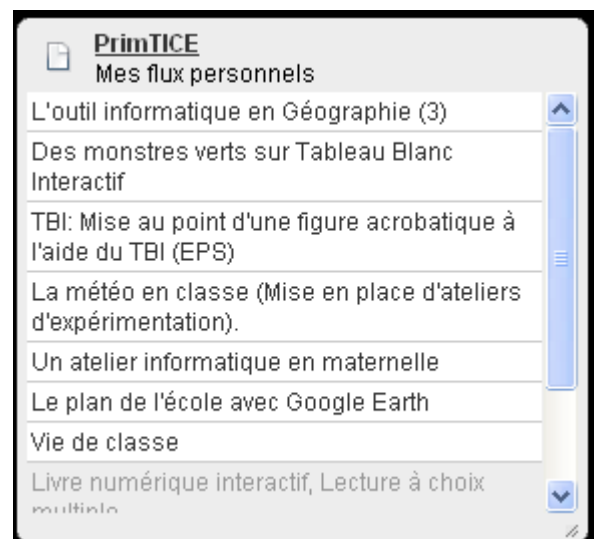 PrimTICE
Mes flux personnels
L'outil informatique en Géographie (3)
Des monstres verts sur Tableau Blanc
Interactif
TBI: Mise au point d'une figure acrobatique à
l'aide du TBI (EPS)
La météo en classe (Mise en place d'ateliers
d'expérimentation).
Un atelier informatique en maternelle
Le plan de l'école avec Google Earth
Vie de classe
Livre numérique interactif, Lecture à choix
multiple